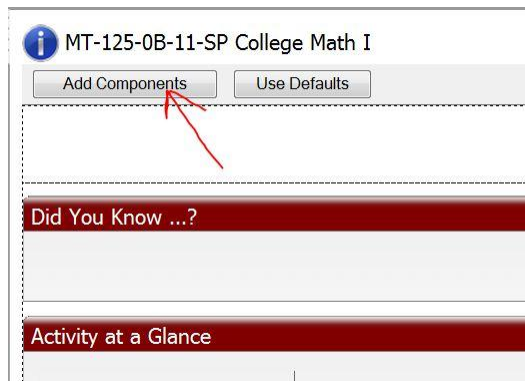 MT-125-0B-11-SP College Math I
Add Components Use Defaults
Did You Know ...?
Activity at a Glance